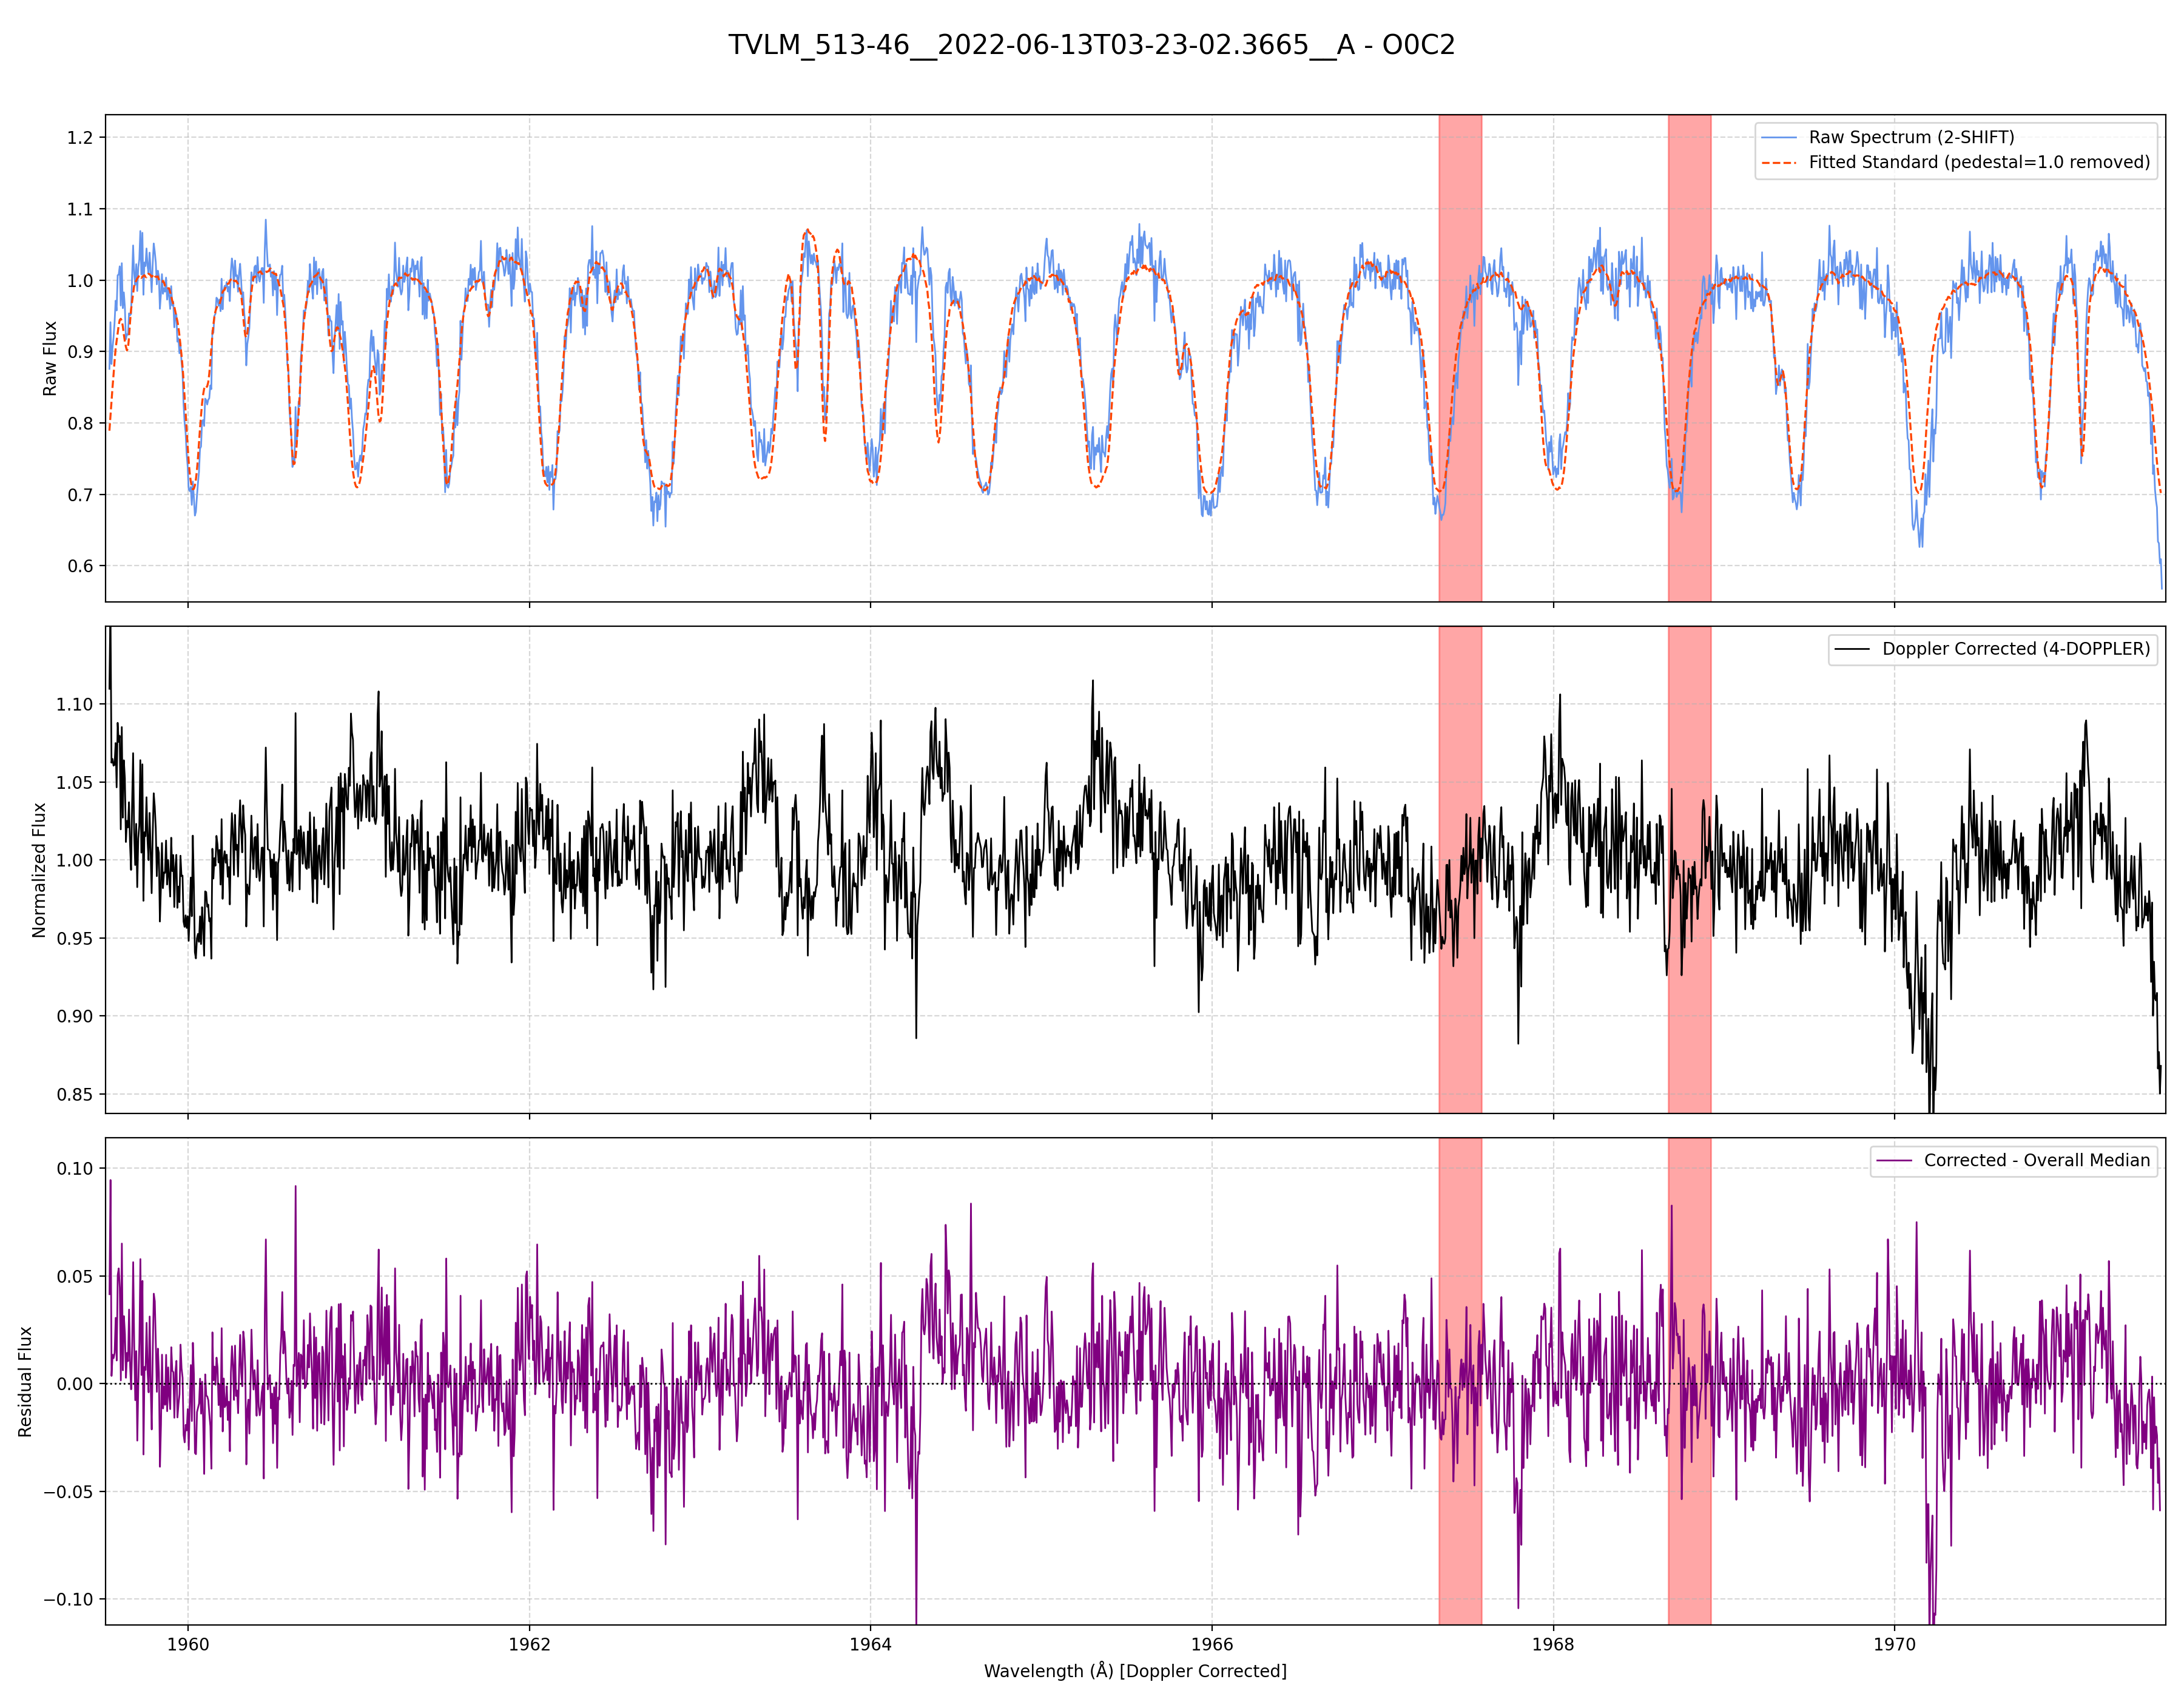 TVLM_513-46__2022-06-13T03-23-02.3665__A - O0C2
Raw Flux
1.2
1.1
1.0
0.9
0.8
0.7
0.6
Raw Spectrum (2-SHIFT)
Fitted Standard (pedestal=1.0 removed)
Normalized Flux
1.10
1.05
1.00
0.95
0.90
0.85
Doppler Corrected (4-DOPPLER)
Residual Flux
0.10
0.05
0.00
−0.05
−0.10
Corrected - Overall Median
1960
1962
1964
1966
1968
1970
Wavelength (Å) [Doppler Corrected]